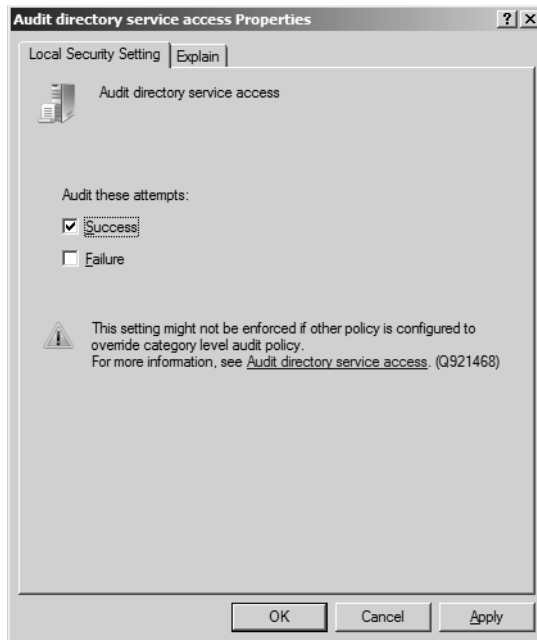 Audit directory service access Properties
? X
Local Security Setting Explain
Audit directory service access
Audit these attempts:
Success
Failure
This setting might not be enforced if other policy is configured to
override category level audit policy.
For more information, see Audit directory service access. (Q921468)
OK Cancel Apply